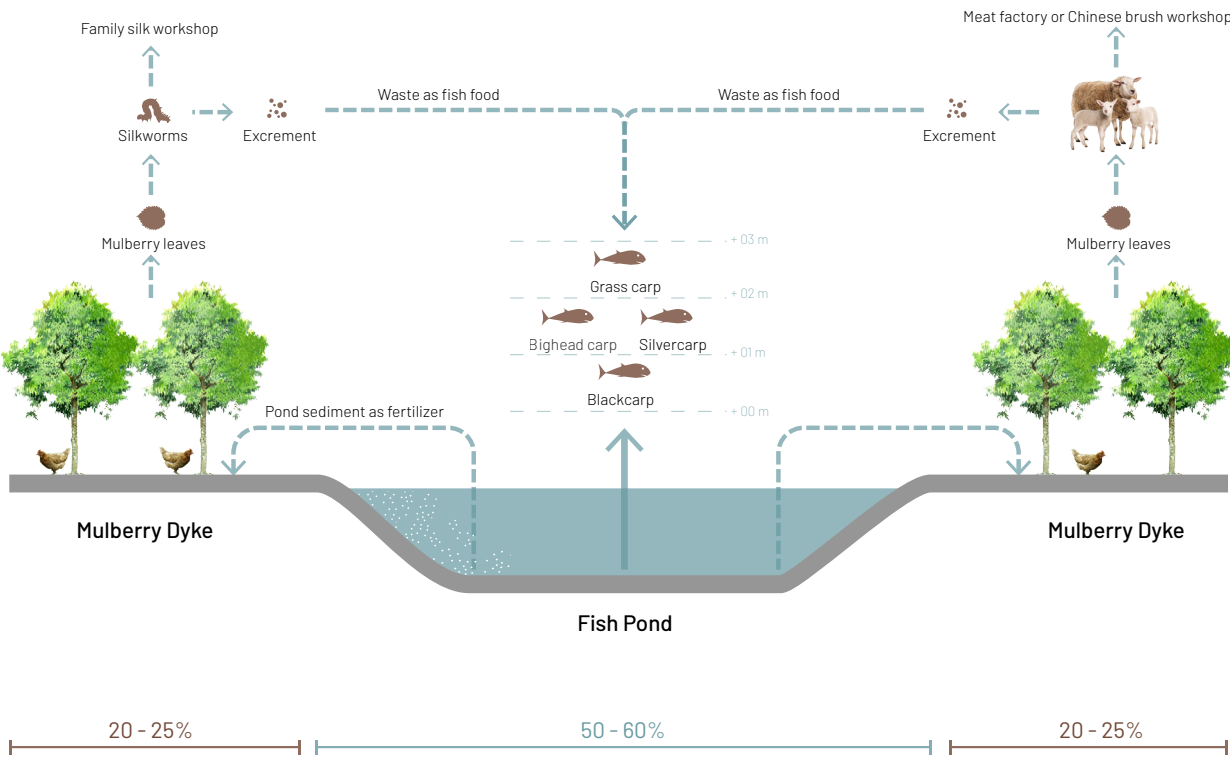 Family silk workshop
Meat factory or Chinese brush workshop
Waste as fish food
Waste as fish food
Silkworms
Excrement
Excrement
Mulberry leaves
Mulberry leaves
+ 03 m
Grass carp
+ 02 m
Bighead carp
Silvercarp
+ 01 m
Blackcarp
+ 00 m
Pond sediment as fertilizer
Mulberry Dyke
Mulberry Dyke
Fish Pond
20 - 25%
50 - 60%
20 - 25%